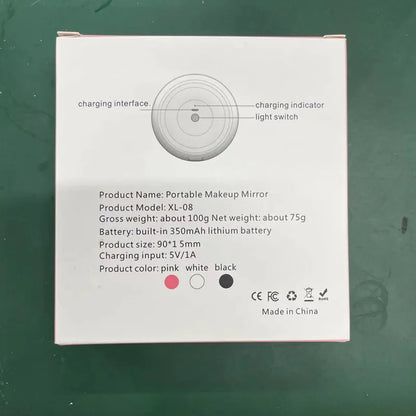 charging interface
charging indicator
light switch
Product Name: Portable Makeup Mirror
Product Model: XL-08
Gross weight: about 100g Net weight: about 75g
Battery: built-in 350mAh lithium battery
Product size: 90*1 5mm
Charging input: 5V/1A
Product color: pink white black
CE FC RoHS
Made in China